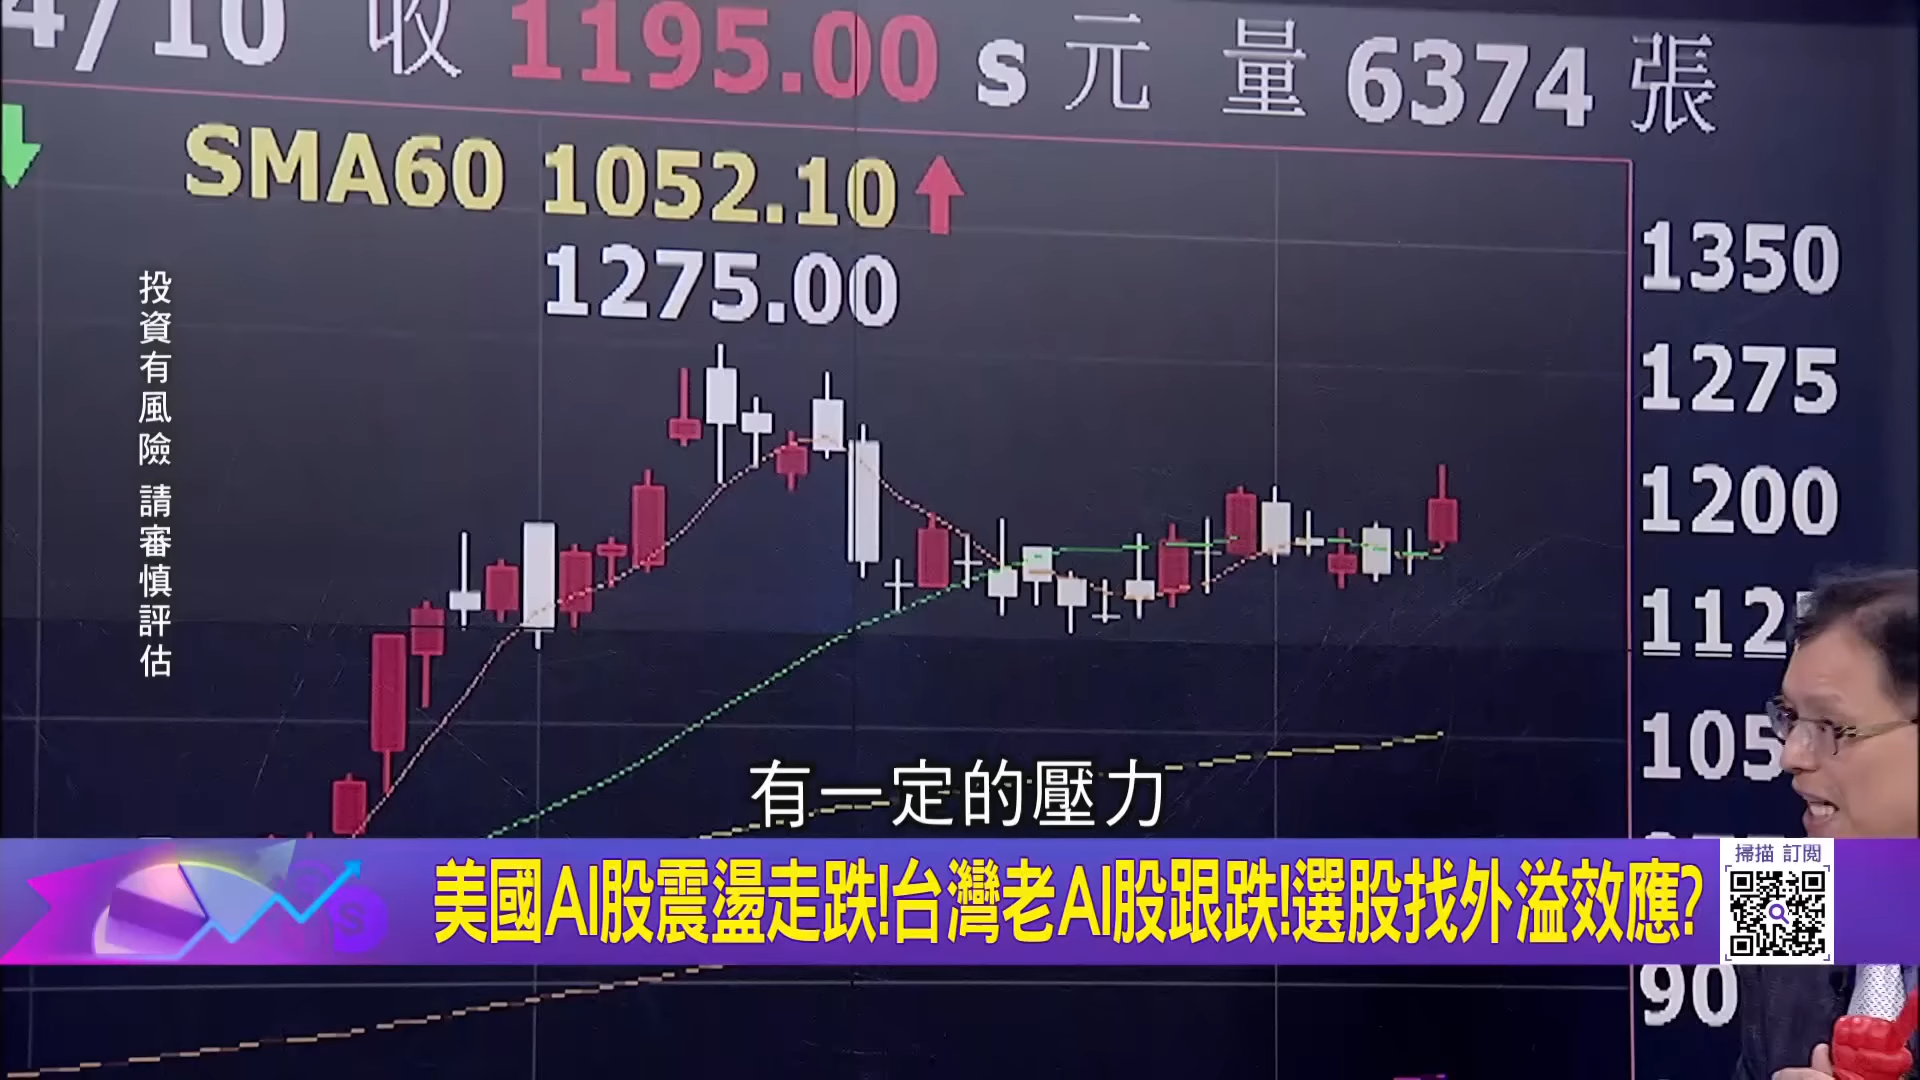 4/10 收 1195.00 s 元 量 6374 張
SMA60 1052.10
1275.00
1350
1275
1200
112
105
90
投資有風險 請審慎評估
有一定的壓力
美國AI股震盪走跌!台灣老AI股跟跌!選股找外溢效應?
掃描 訂閱